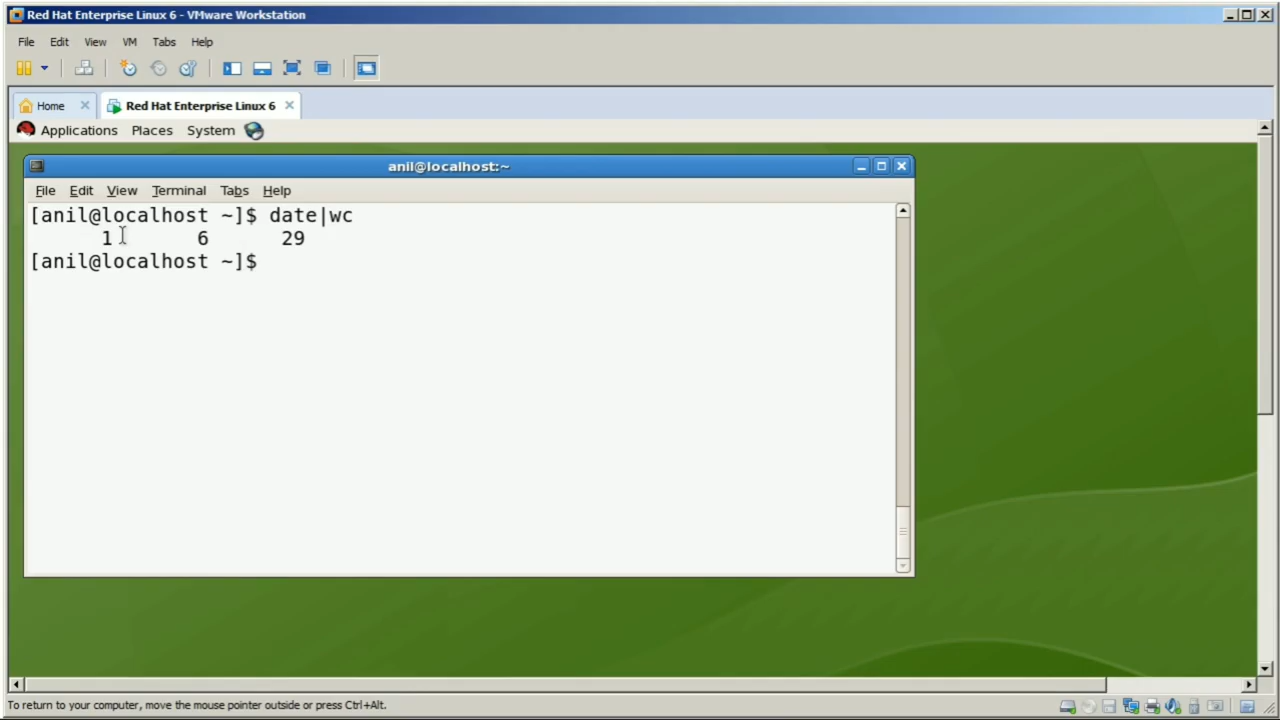 Red Hat Enterprise Linux 6 - VMware Workstation
File Edit View VM Tabs Help
Home Red Hat Enterprise Linux 6
Applications Places System
anil@localhost:~
File Edit View Terminal Tabs Help
[anil@localhost ~]$ date|wc
1 6 29
[anil@localhost ~]$
To return to your computer, move the mouse pointer outside or press Ctrl+Alt.